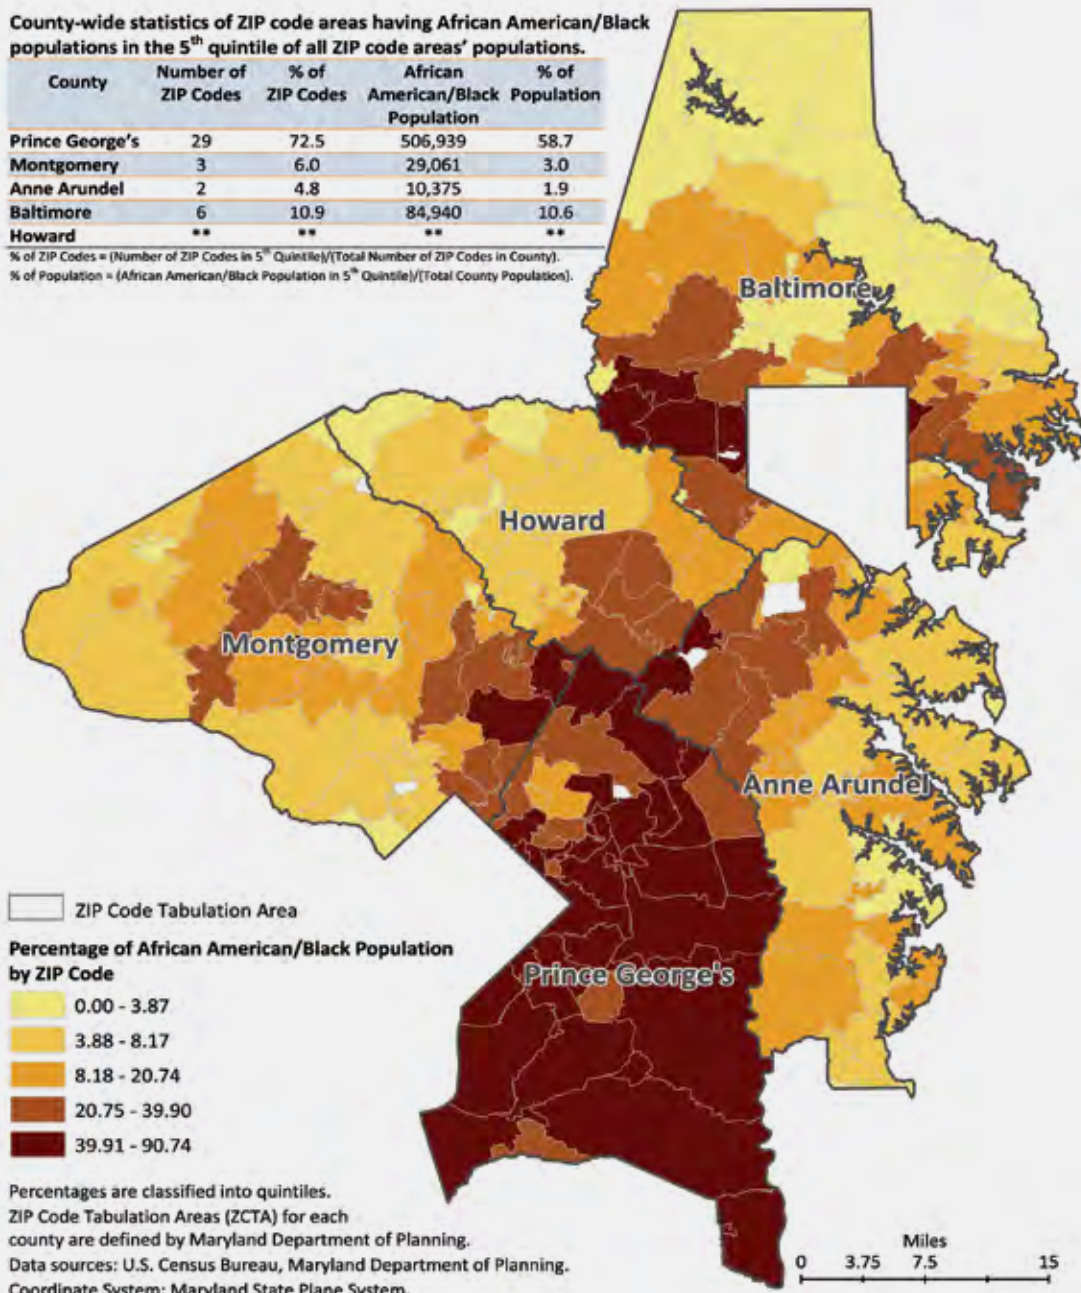 County-wide statistics of ZIP code areas having African American/Black
populations in the 5th quintile of all ZIP code areas' populations.
County Number of ZIP Codes % of ZIP Codes African American/Black Population % of Population
Prince George's 29 72.5 506,939 58.7
Montgomery 3 6.0 29,061 3.0
Anne Arundel 2 4.8 10,375 1.9
Baltimore 6 10.9 84,940 10.6
Howard ** ** ** **
% of ZIP Codes = (Number of ZIP Codes in 5th Quintile)/(Total Number of ZIP Codes in County).
% of Population = (African American/Black Population in 5th Quintile)/(Total County Population).
Baltimore
Howard
Montgomery
Anne Arundel
Prince George's
ZIP Code Tabulation Area
Percentage of African American/Black Population
by ZIP Code
0.00 - 3.87
3.88 - 8.17
8.18 - 20.74
20.75 - 39.90
39.91 - 90.74
Percentages are classified into quintiles.
ZIP Code Tabulation Areas (ZCTA) for each
county are defined by Maryland Department of Planning.
Data sources: U.S. Census Bureau, Maryland Department of Planning.
Coordinate System: Maryland State Plane System.
Miles
0 3.75 7.5 15